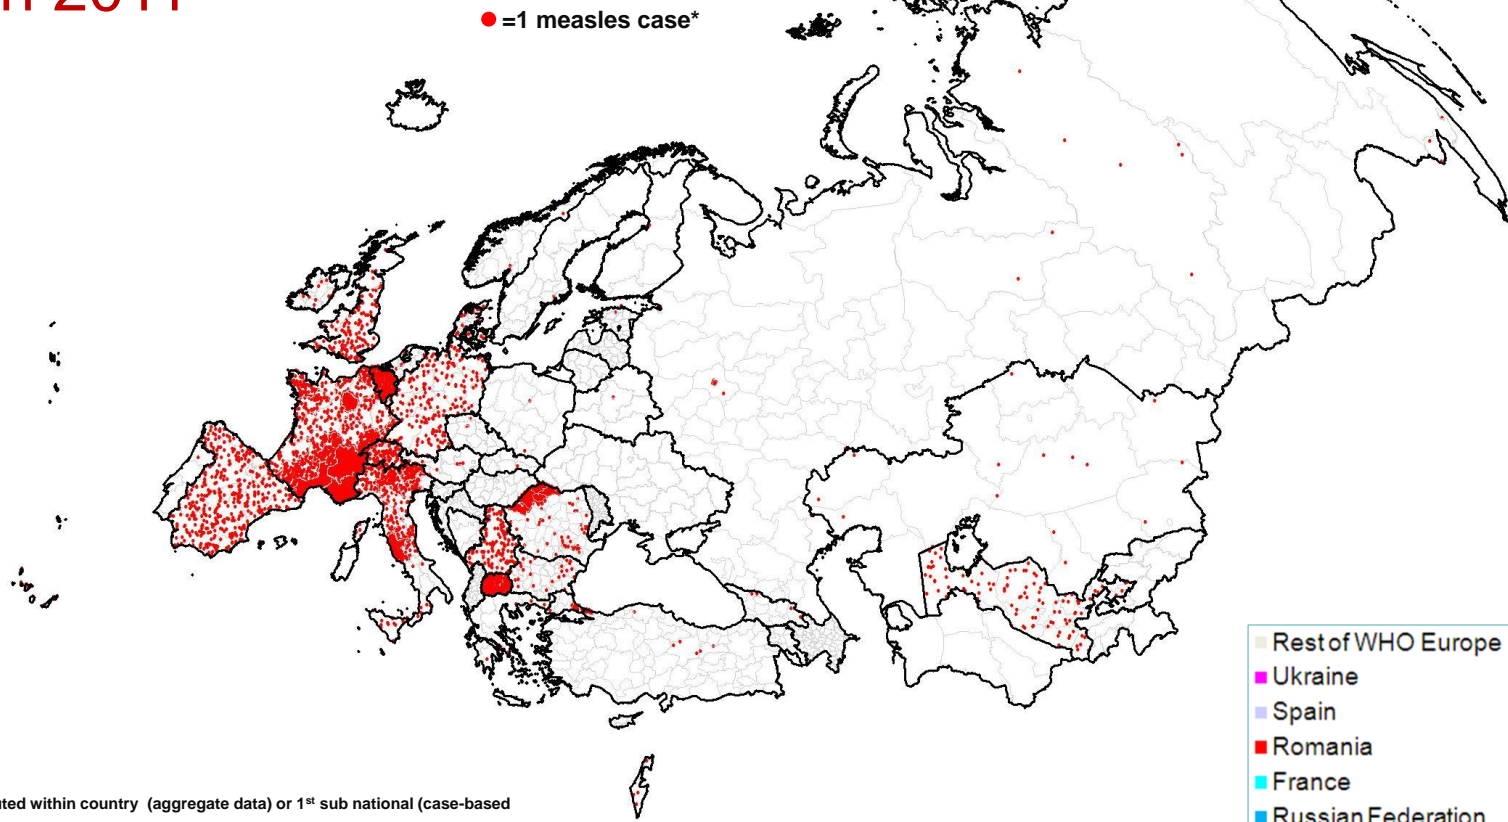 2011
=1 measles case*
Rest of WHO Europe
Ukraine
Spain
Romania
France
Russian Federation
within country (aggregate data) or 1st sub national (case-based